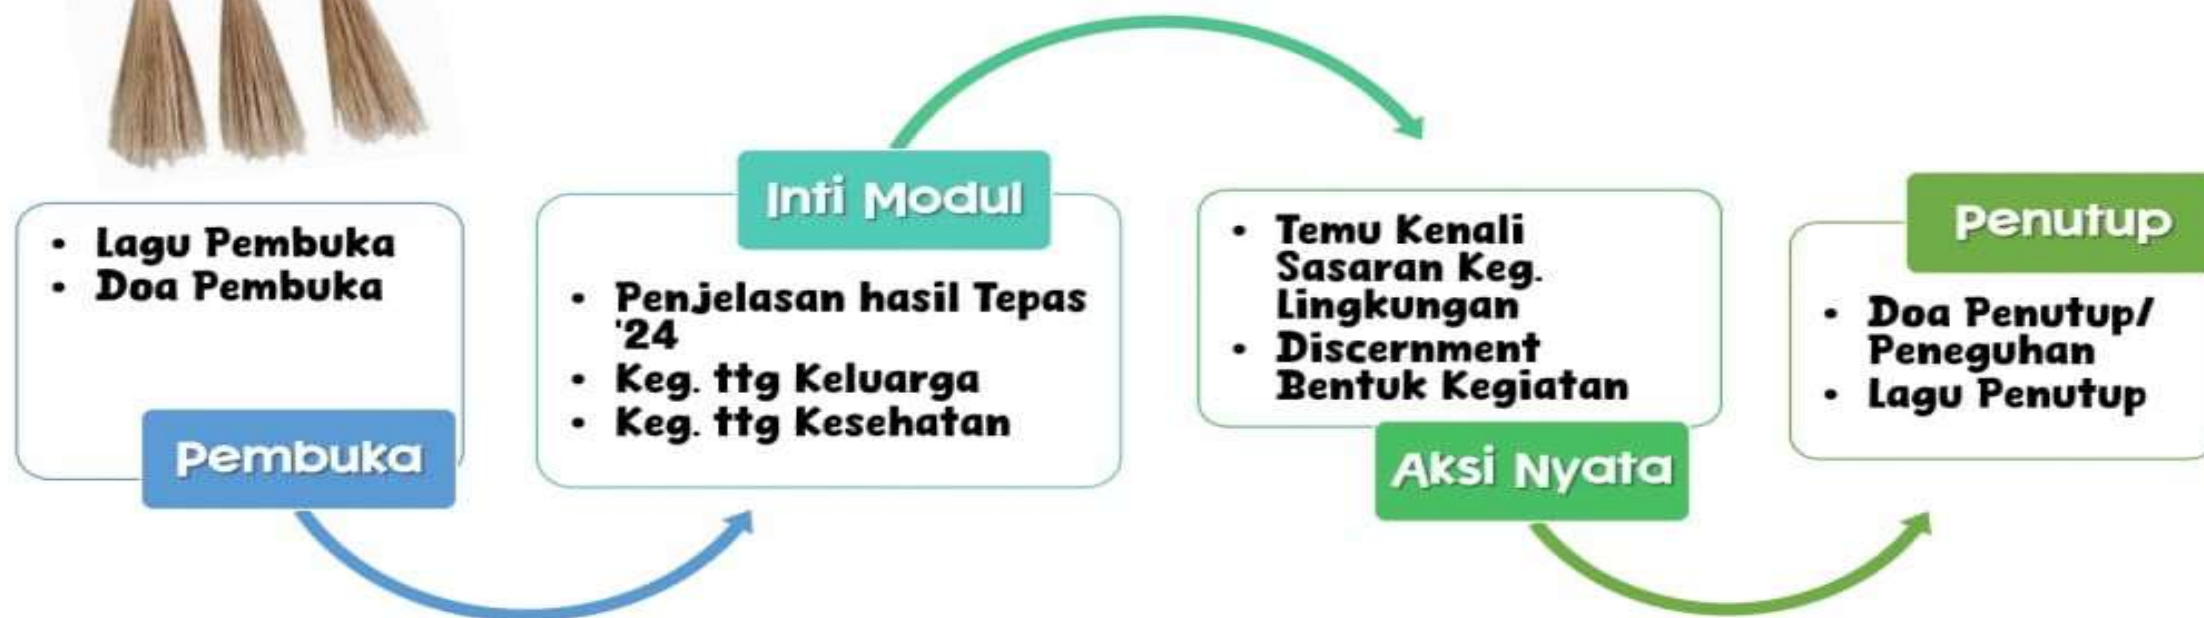 • Lagu Pembuka
• Doa Pembuka
Pembuka
Inti Modul
• Penjelasan hasil Tepas
'24
• Keg. ttg Keluarga
• Keg. ttg Kesehatan
• Temu Kenali
Sasaran Keg.
Lingkungan
• Discernment
Bentuk Kegiatan
Aksi Nyata
Penutup
• Doa Penutup/
Peneguhan
• Lagu Penutup